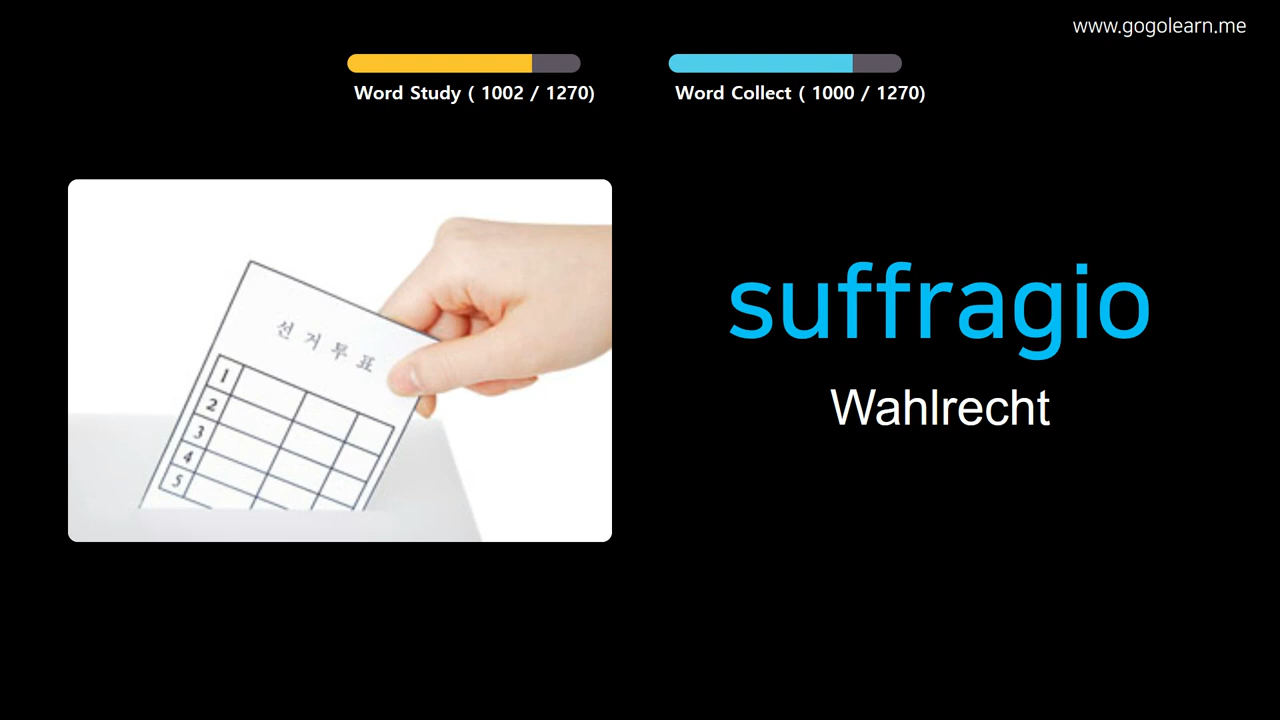 www.gogolearn.me
Word Study ( 1002 / 1270)
Word Collect ( 1000 / 1270)
선거투표
1
2
3
4
5
suffragio
Wahlrecht